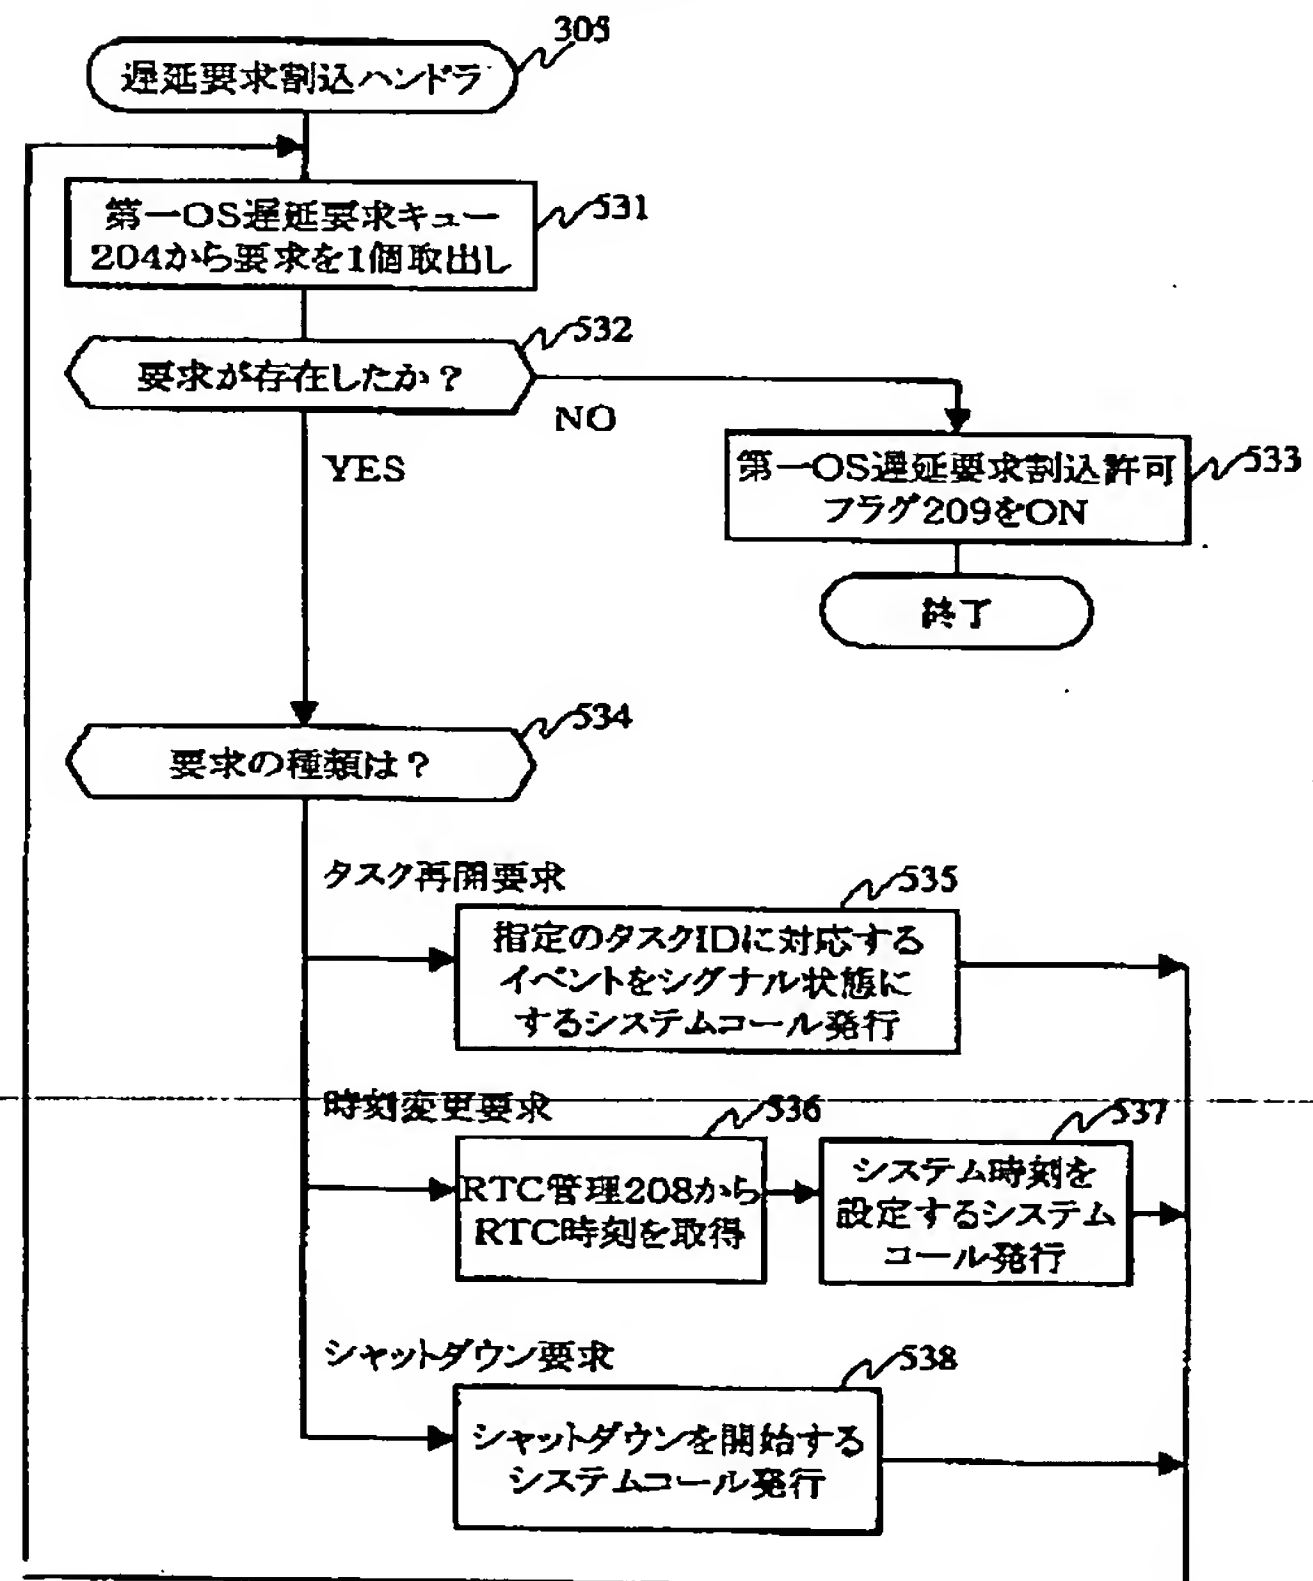 305
遅延要求割込ハンドラ
531
第一OS遅延要求キュー
204から要求を1個取出し
532
要求が存在したか？
NO
YES
第一OS遅延要求割込許可
フラグ209をON
533
終了
534
要求の種類は？
タスク再開要求
535
指定のタスクIDに対応する
イベントをシグナル状態に
するシステムコール発行
時刻変更要求
536
RTC管理208から
RTC時刻を取得
537
システム時刻を
設定するシステム
コール発行
シャットダウン要求
538
シャットダウンを開始する
システムコール発行